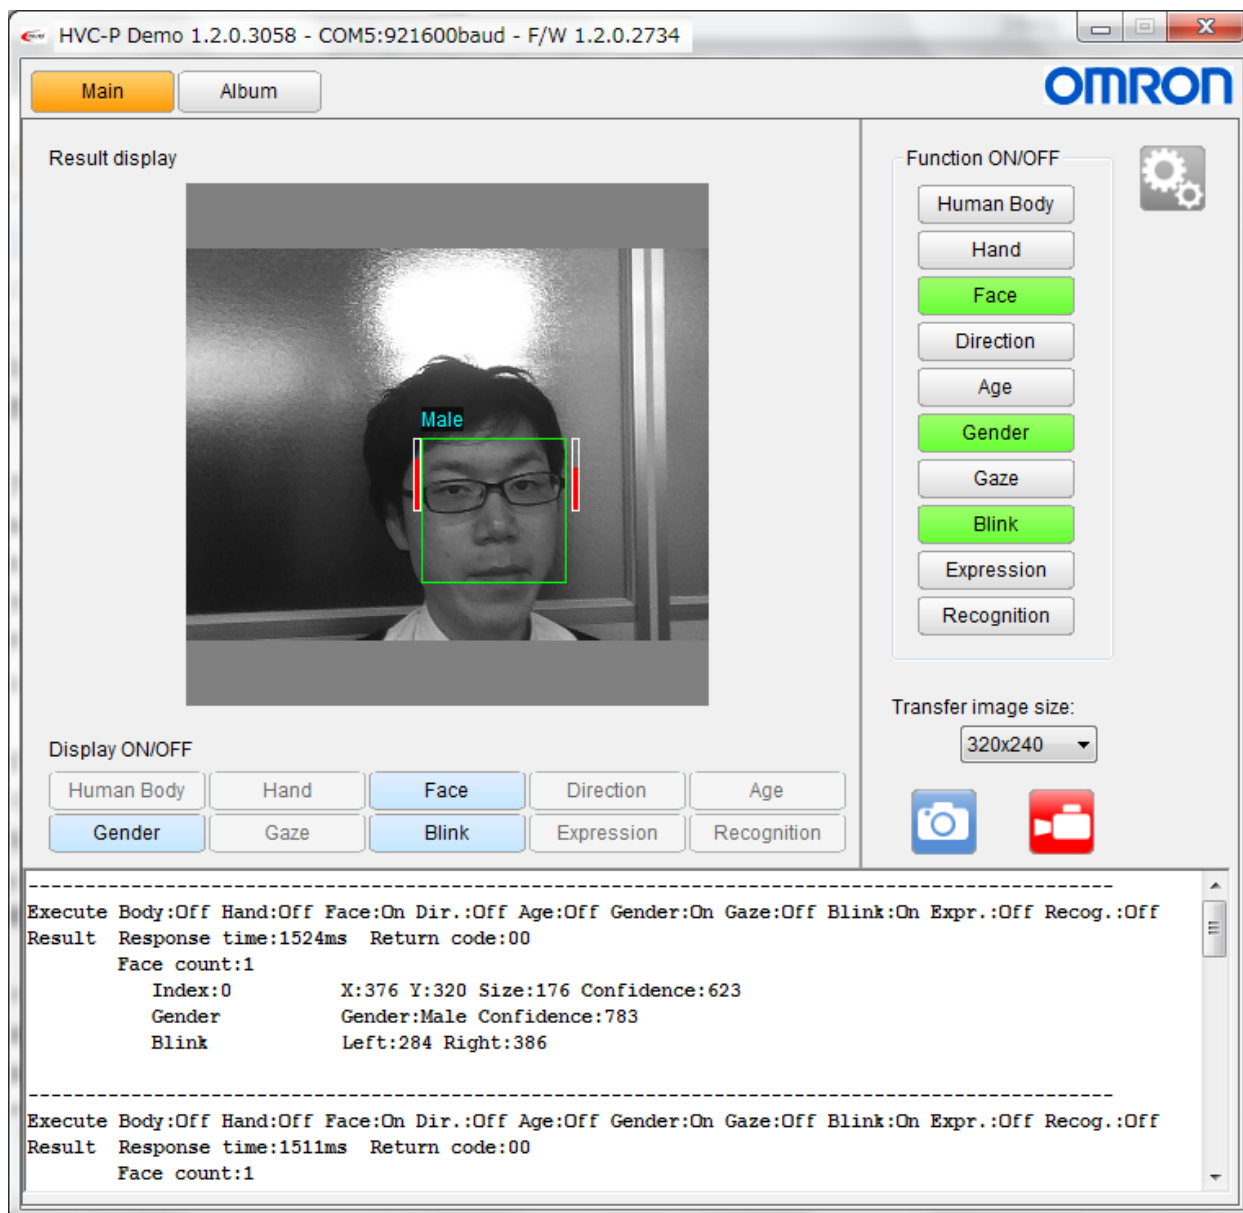 HVC-P Demo 1.2.0.3058 - COM5:921600baud - F/W 1.2.0.2734
Main Album
OMRON
Result display
Male
Function ON/OFF
Human Body
Hand
Face
Direction
Age
Gender
Gaze
Blink
Expression
Recognition
Transfer image size:
320x240
Display ON/OFF
Human Body Hand Face Direction Age
Gender Gaze Blink Expression Recognition
-----------------------------------------------------------------------------------------------
Execute Body:Off Hand:Off Face:On Dir.:Off Age:Off Gender:On Gaze:Off Blink:On Expr.:Off Recog.:Off
Result Response time:1524ms Return code:00
Face count:1
Index:0 X:376 Y:320 Size:176 Confidence:623
Gender Gender:Male Confidence:783
Blink Left:284 Right:386
-----------------------------------------------------------------------------------------------
Execute Body:Off Hand:Off Face:On Dir.:Off Age:Off Gender:On Gaze:Off Blink:On Expr.:Off Recog.:Off
Result Response time:1511ms Return code:00
Face count:1